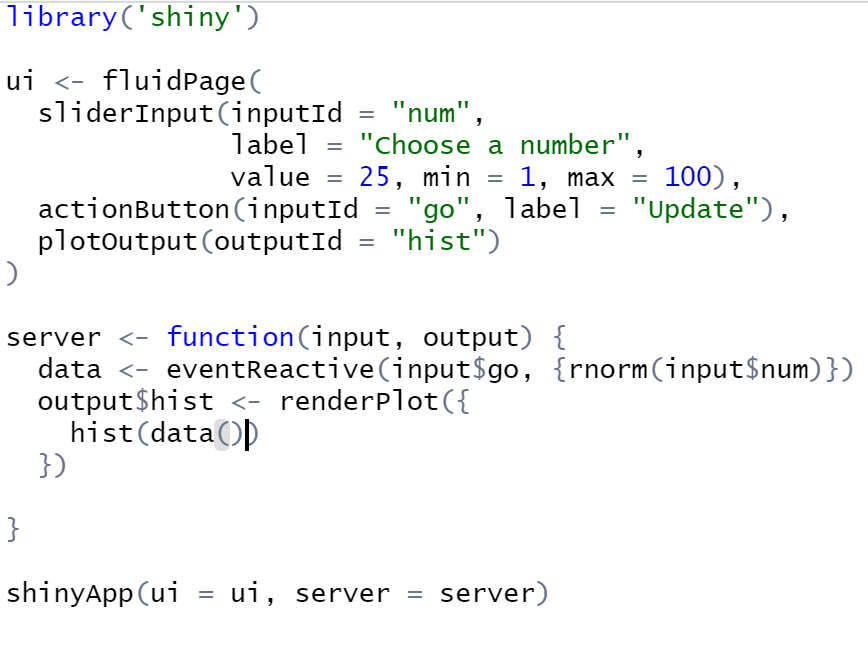 library('shiny')

ui <- fluidPage(
  sliderInput(inputId = "num",
              label = "Choose a number",
              value = 25, min = 1, max = 100),
  actionButton(inputId = "go", label = "Update"),
  plotOutput(outputId = "hist")
)

server <- function(input, output) {
  data <- eventReactive(input$go, {rnorm(input$num)})
  output$hist <- renderPlot({
    hist(data())
  })

}

shinyApp(ui = ui, server = server)